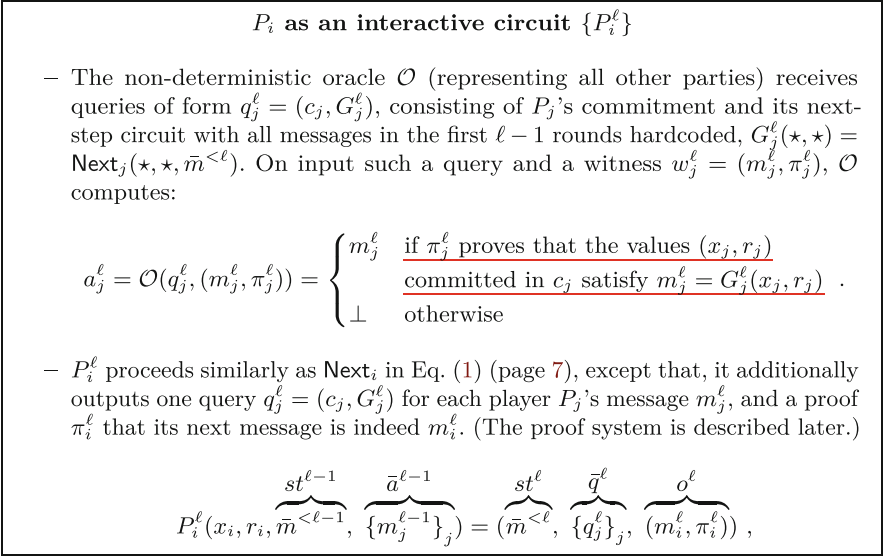 P_i as an interactive circuit {P_i^ℓ}
– The non-deterministic oracle 𝒪 (representing all other parties) receives
queries of form q_j^ℓ = (c_j, G_j^ℓ), consisting of P_j's commitment and its next-
step circuit with all messages in the first ℓ − 1 rounds hardcoded, G_j^ℓ(⋆, ⋆) =
Next_j(⋆, ⋆, m̄^{<ℓ}). On input such a query and a witness w_j^ℓ = (m_j^ℓ, π_j^ℓ), 𝒪
computes:
a_j^ℓ = 𝒪(q_j^ℓ, (m_j^ℓ, π_j^ℓ)) = { m_j^ℓ if π_j^ℓ proves that the values (x_j, r_j)
committed in c_j satisfy m_j^ℓ = G_j^ℓ(x_j, r_j) .
⊥ otherwise
– P_i^ℓ proceeds similarly as Next_i in Eq. (1) (page 7), except that, it additionally
outputs one query q_j^ℓ = (c_j, G_j^ℓ) for each player P_j's message m_j^ℓ, and a proof
π_i^ℓ that its next message is indeed m_i^ℓ. (The proof system is described later.)
st^{ℓ−1} ā^{ℓ−1} st^ℓ q̄^ℓ o^ℓ
P_i^ℓ(x_i, r_i, m̄^{<ℓ−1}, {m_j^{ℓ−1}}_j) = (m̄^{<ℓ}, {q_j^ℓ}_j, (m_i^ℓ, π_i^ℓ)) ,